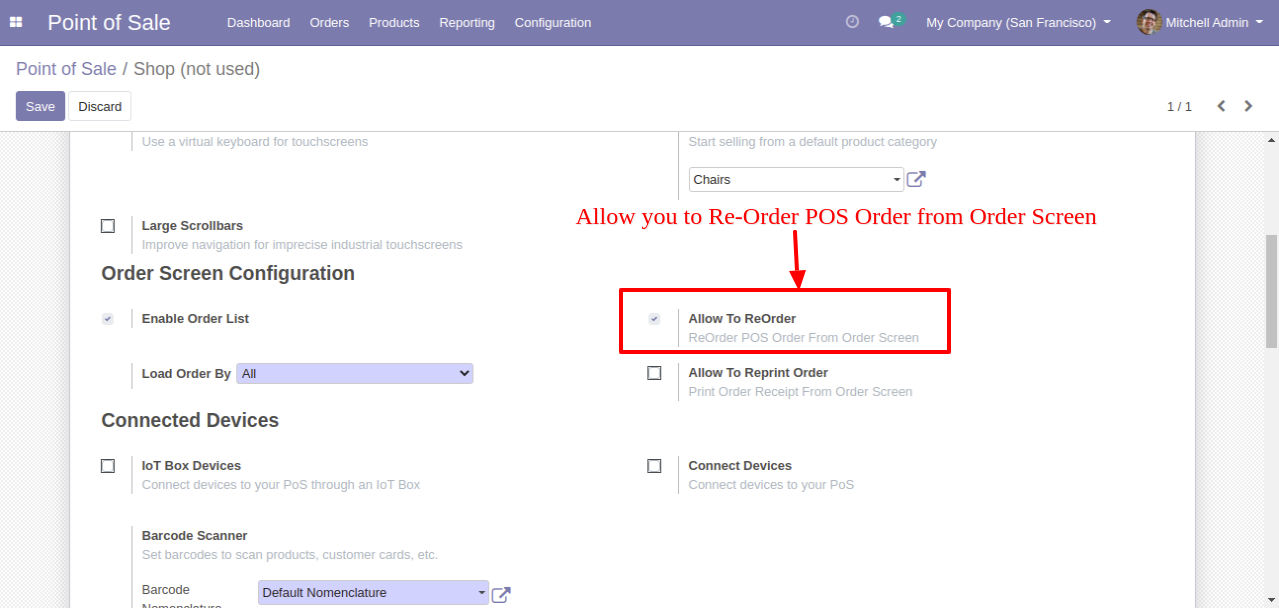 Point of Sale Dashboard Orders Products Reporting Configuration 2 My Company (San Francisco) Mitchell Admin
Point of Sale / Shop (not used)
Save Discard 1 / 1
Use a virtual keyboard for touchscreens
Start selling from a default product category
Chairs
Large Scrollbars
Improve navigation for imprecise industrial touchscreens
Allow you to Re-Order POS Order from Order Screen
Order Screen Configuration
Enable Order List
Allow To ReOrder
ReOrder POS Order From Order Screen
Load Order By All
Allow To Reprint Order
Print Order Receipt From Order Screen
Connected Devices
IoT Box Devices
Connect devices to your PoS through an IoT Box
Connect Devices
Connect devices to your PoS
Barcode Scanner
Set barcodes to scan products, customer cards, etc.
Barcode
Nomenclature
Default Nomenclature